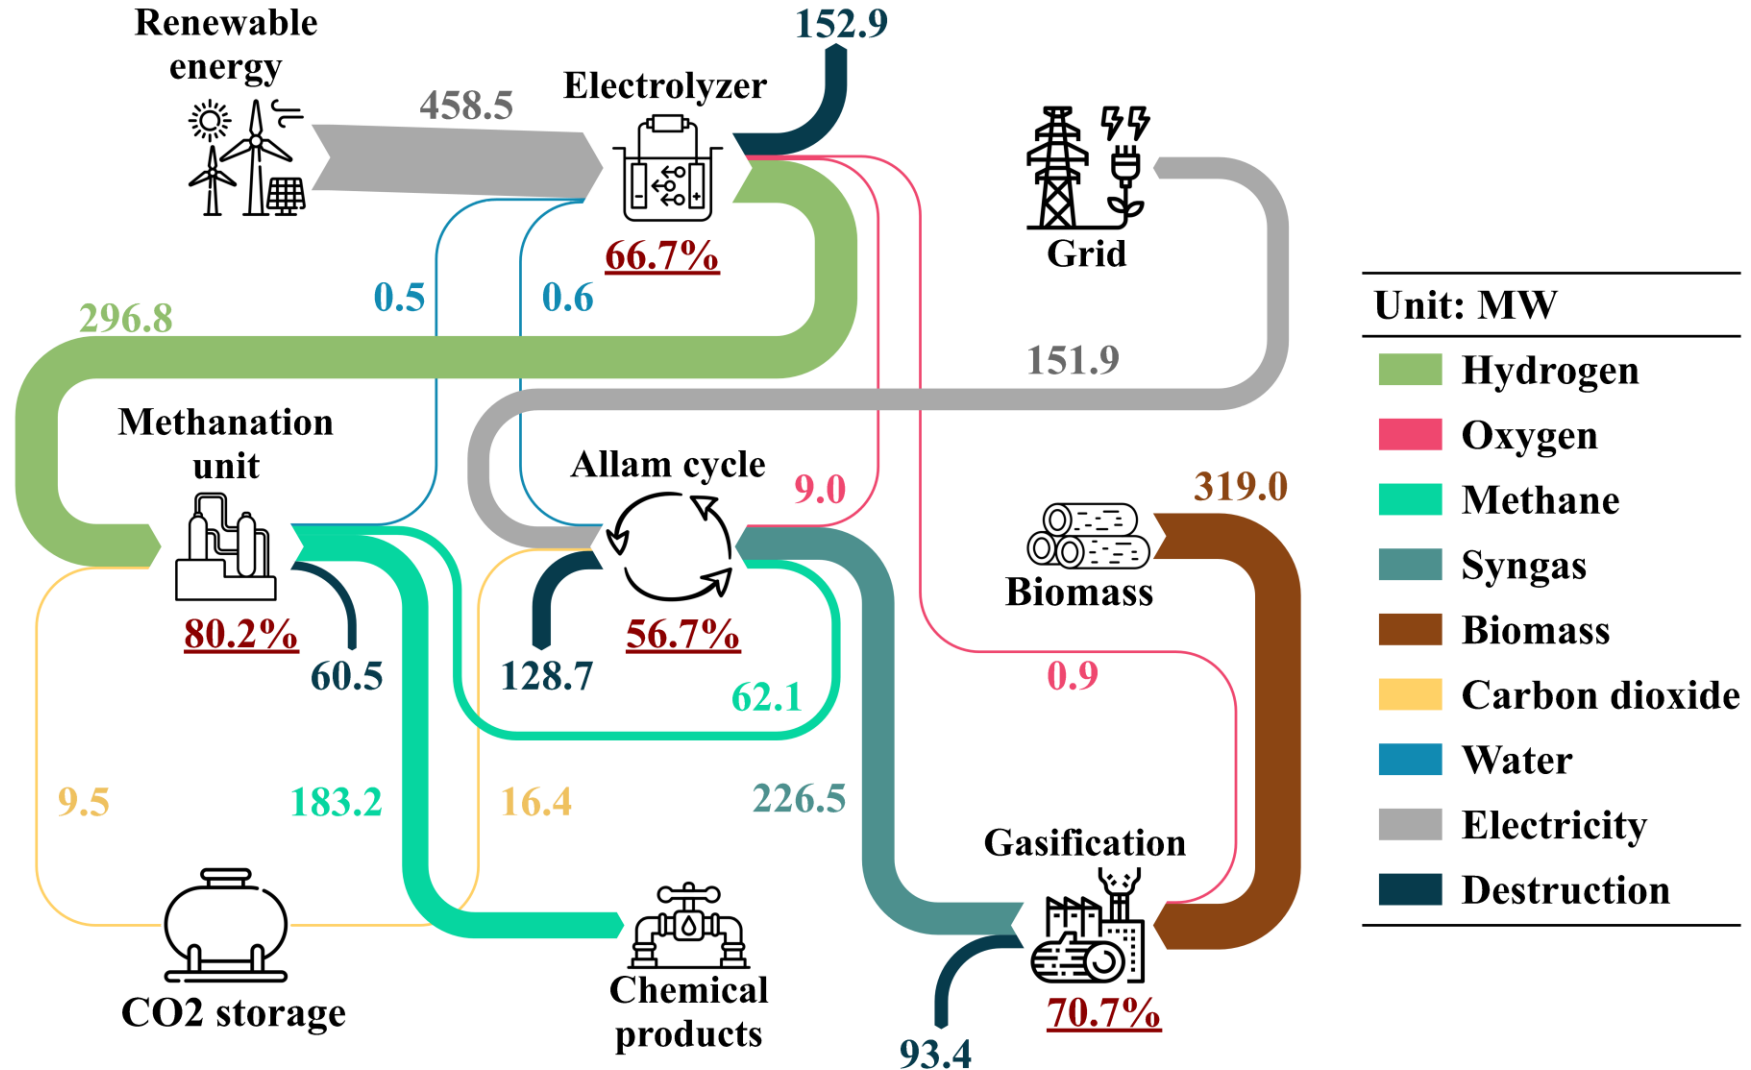 Renewable
energy
458.5
Electrolyzer
152.9
66.7%
Grid
0.5
0.6
296.8
151.9
Methanation
unit
80.2%
60.5
Allam cycle
56.7%
128.7
9.0
62.1
319.0
Biomass
0.9
9.5
183.2
16.4
226.5
CO2 storage
Chemical
products
Gasification
70.7%
93.4
Unit: MW
Hydrogen
Oxygen
Methane
Syngas
Biomass
Carbon dioxide
Water
Electricity
Destruction